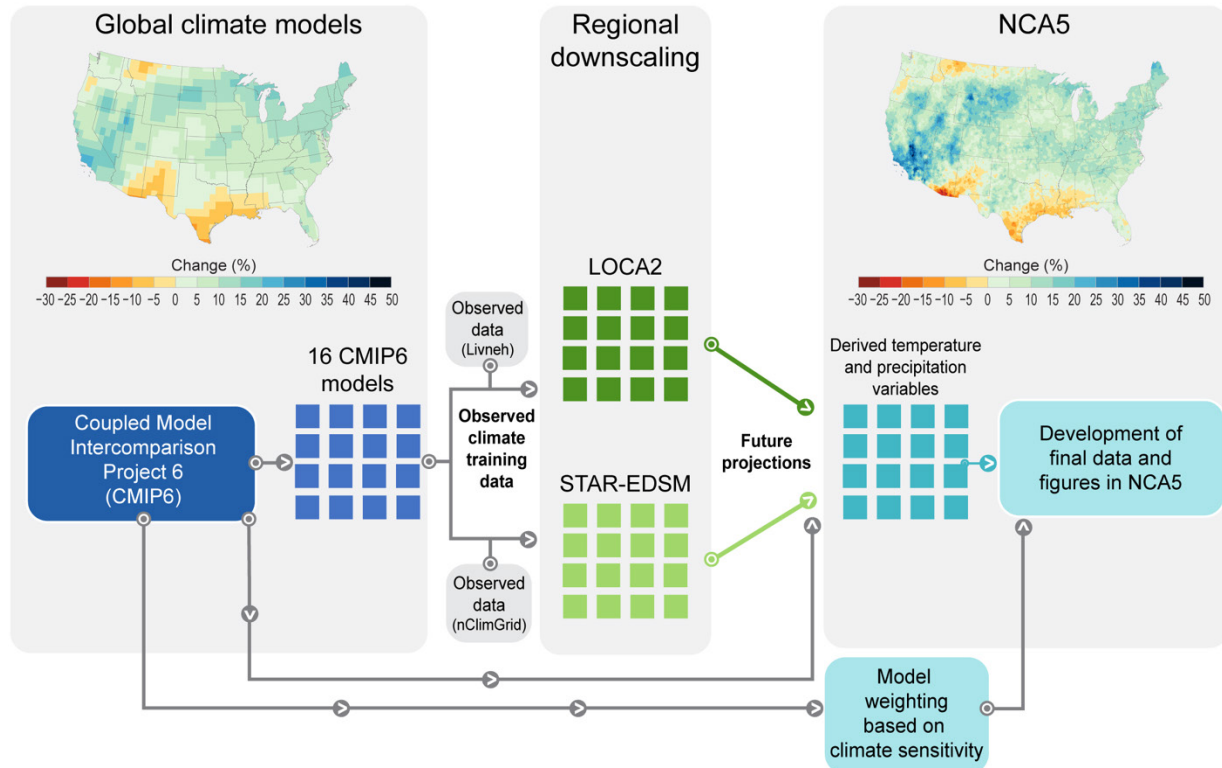 Global climate models
Change (%)
−30 −25 −20 −15 −10 −5 0 5 10 15 20 25 30 35 40 45 50
16 CMIP6
models
Coupled Model
Intercomparison
Project 6
(CMIP6)
Observed
data
(Livneh)
Observed
climate
training
data
Observed
data
(nClimGrid)
Regional
downscaling
LOCA2
STAR-EDSM
Future
projections
NCA5
Change (%)
−30 −25 −20 −15 −10 −5 0 5 10 15 20 25 30 35 40 45 50
Derived temperature
and precipitation
variables
Development of
final data and
figures in NCA5
Model
weighting
based on
climate sensitivity